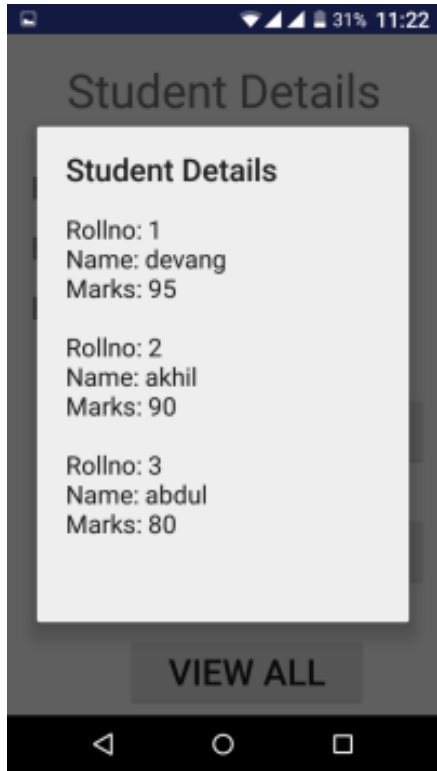 31% 11:22
Student Details
Student Details
Rollno: 1
Name: devang
Marks: 95
Rollno: 2
Name: akhil
Marks: 90
Rollno: 3
Name: abdul
Marks: 80
VIEW ALL